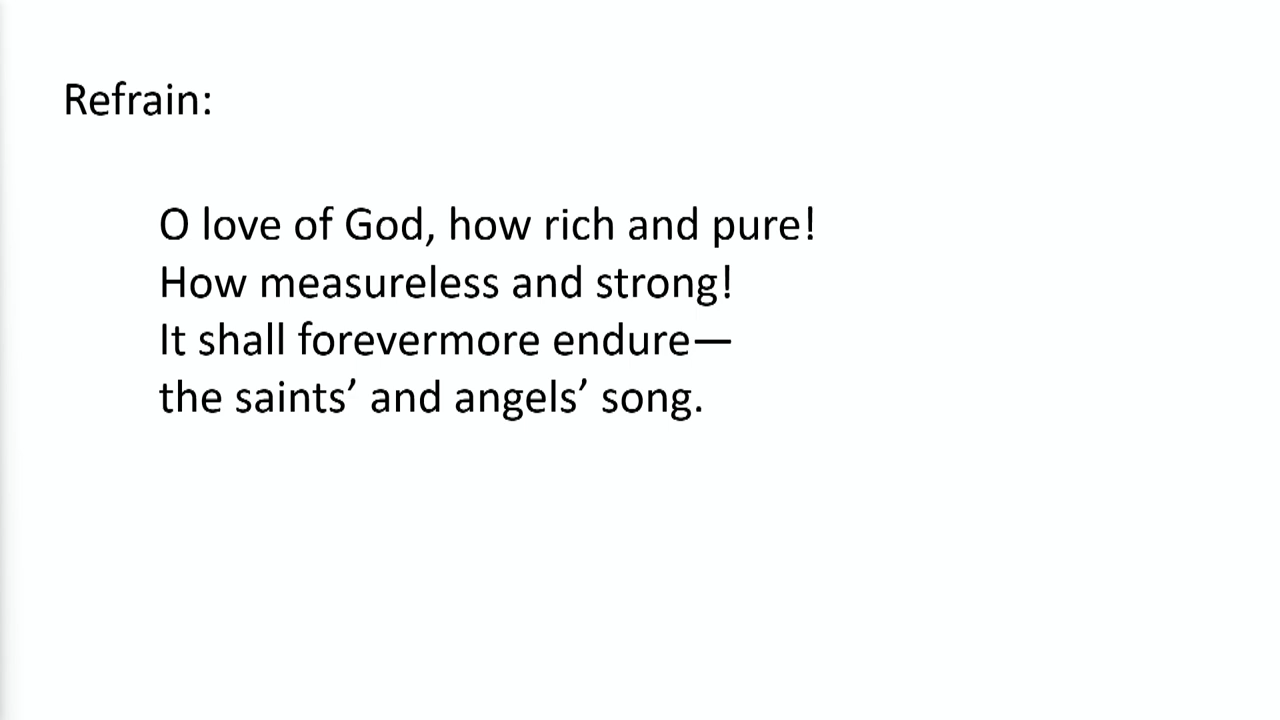 Refrain:
O love of God, how rich and pure!
How measureless and strong!
It shall forevermore endure—
the saints’ and angels’ song.